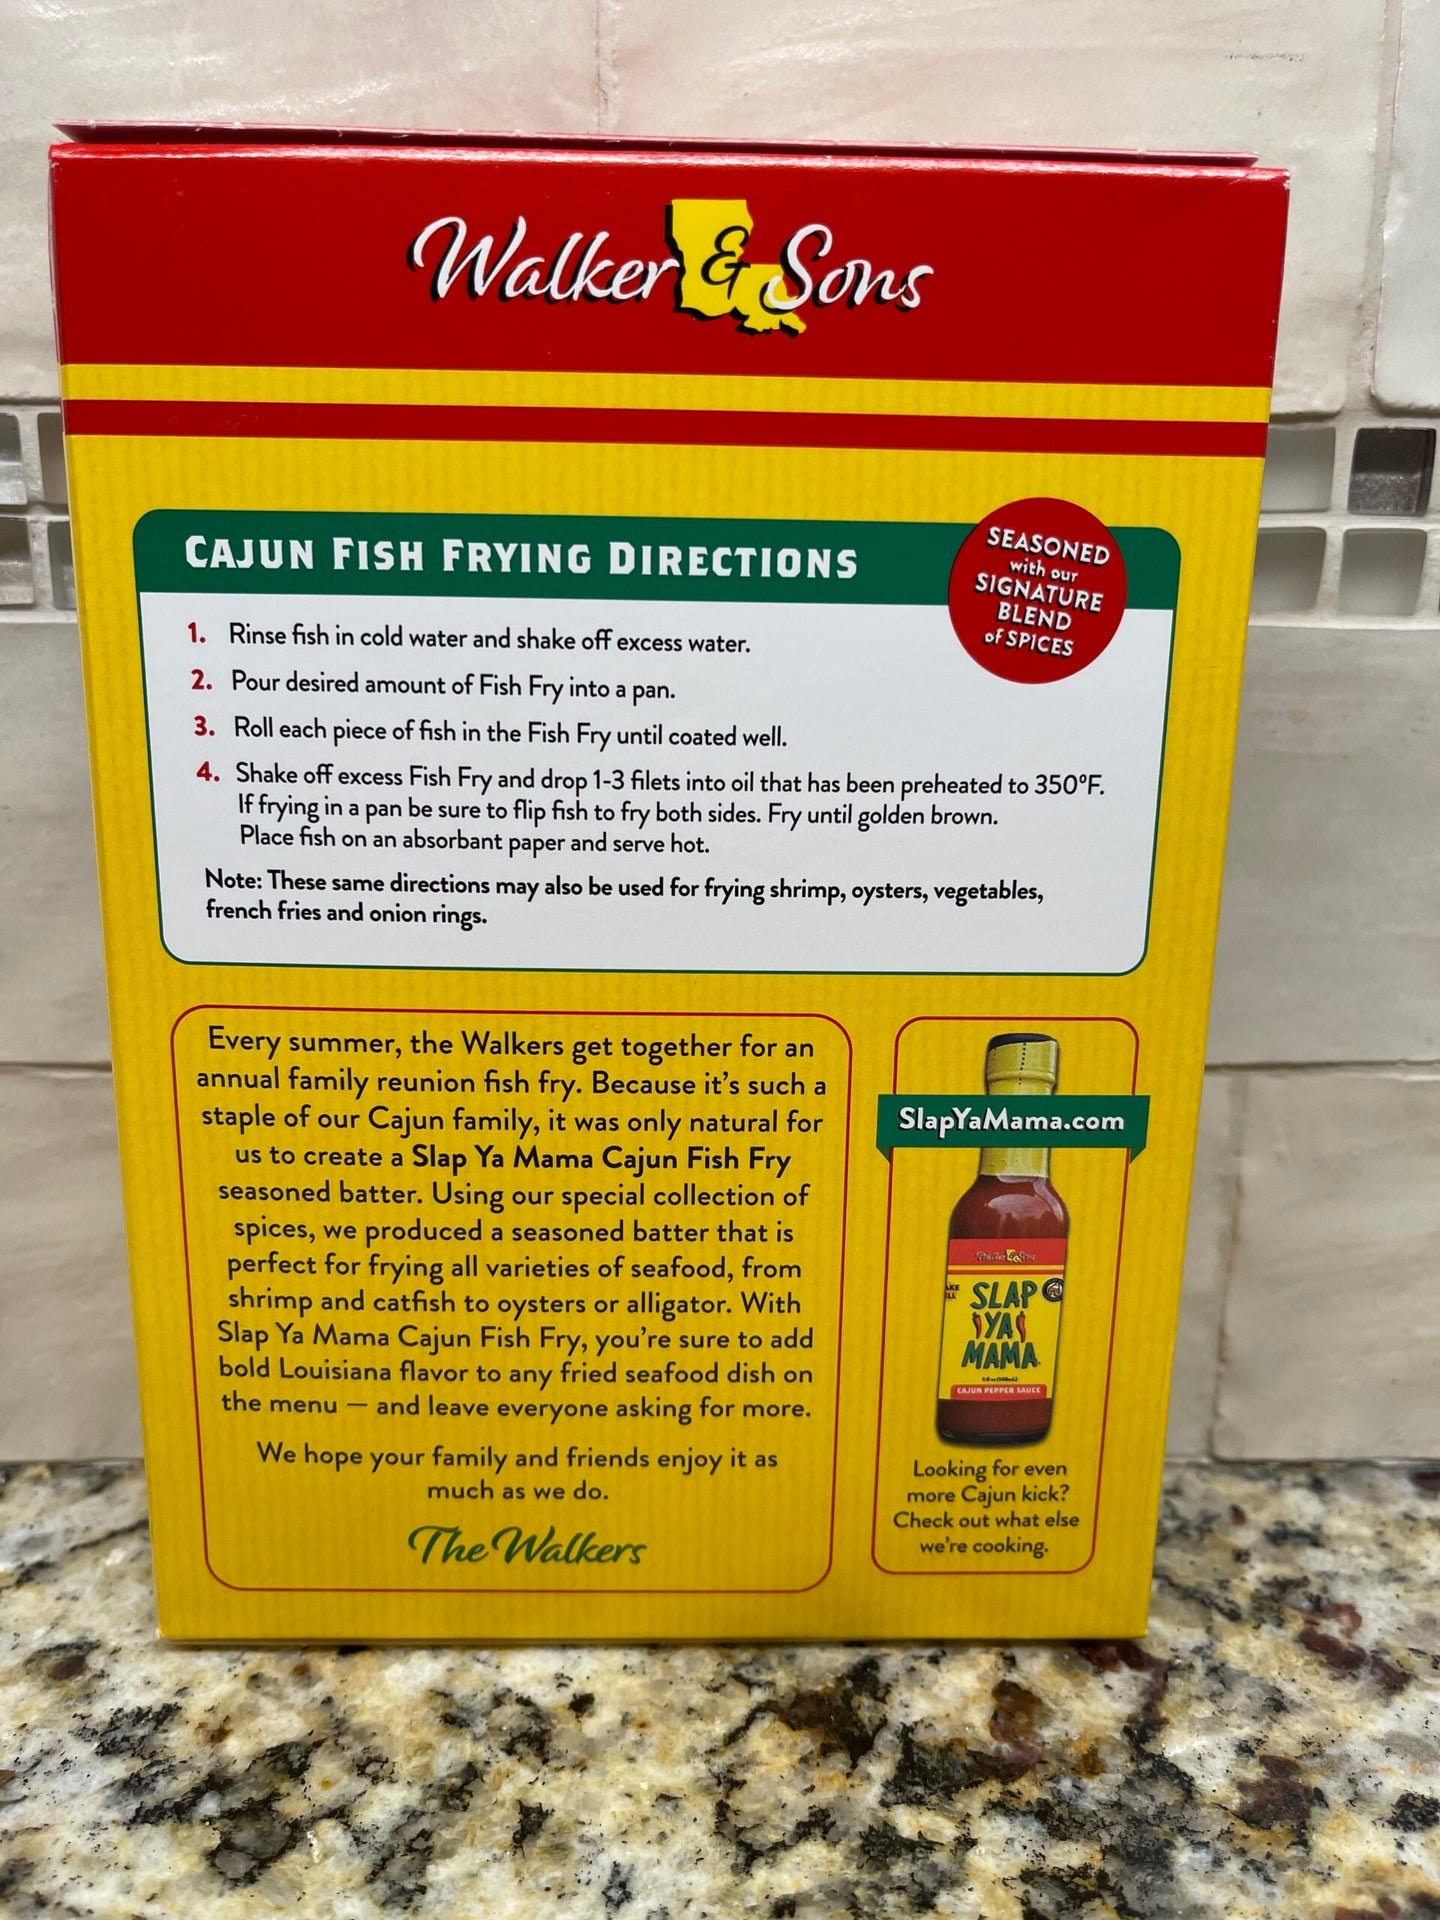 Walker & Sons
CAJUN FISH FRYING DIRECTIONS
SEASONED
with our
SIGNATURE
BLEND
of SPICES
1. Rinse fish in cold water and shake off excess water.
2. Pour desired amount of Fish Fry into a pan.
3. Roll each piece of fish in the Fish Fry until coated well.
4. Shake off excess Fish Fry and drop 1-3 filets into oil that has been preheated to 350ºF.
If frying in a pan be sure to flip fish to fry both sides. Fry until golden brown.
Place fish on an absorbant paper and serve hot.
Note: These same directions may also be used for frying shrimp, oysters, vegetables,
french fries and onion rings.
Every summer, the Walkers get together for an
annual family reunion fish fry. Because it's such a
staple of our Cajun family, it was only natural for
us to create a Slap Ya Mama Cajun Fish Fry
seasoned batter. Using our special collection of
spices, we produced a seasoned batter that is
perfect for frying all varieties of seafood, from
shrimp and catfish to oysters or alligator. With
Slap Ya Mama Cajun Fish Fry, you're sure to add
bold Louisiana flavor to any fried seafood dish on
the menu — and leave everyone asking for more.
We hope your family and friends enjoy it as
much as we do.
The Walkers
SlapYaMama.com
Walker & Sons
SLAP
YA
MAMA
CAJUN PEPPER SAUCE
Looking for even
more Cajun kick?
Check out what else
we're cooking.